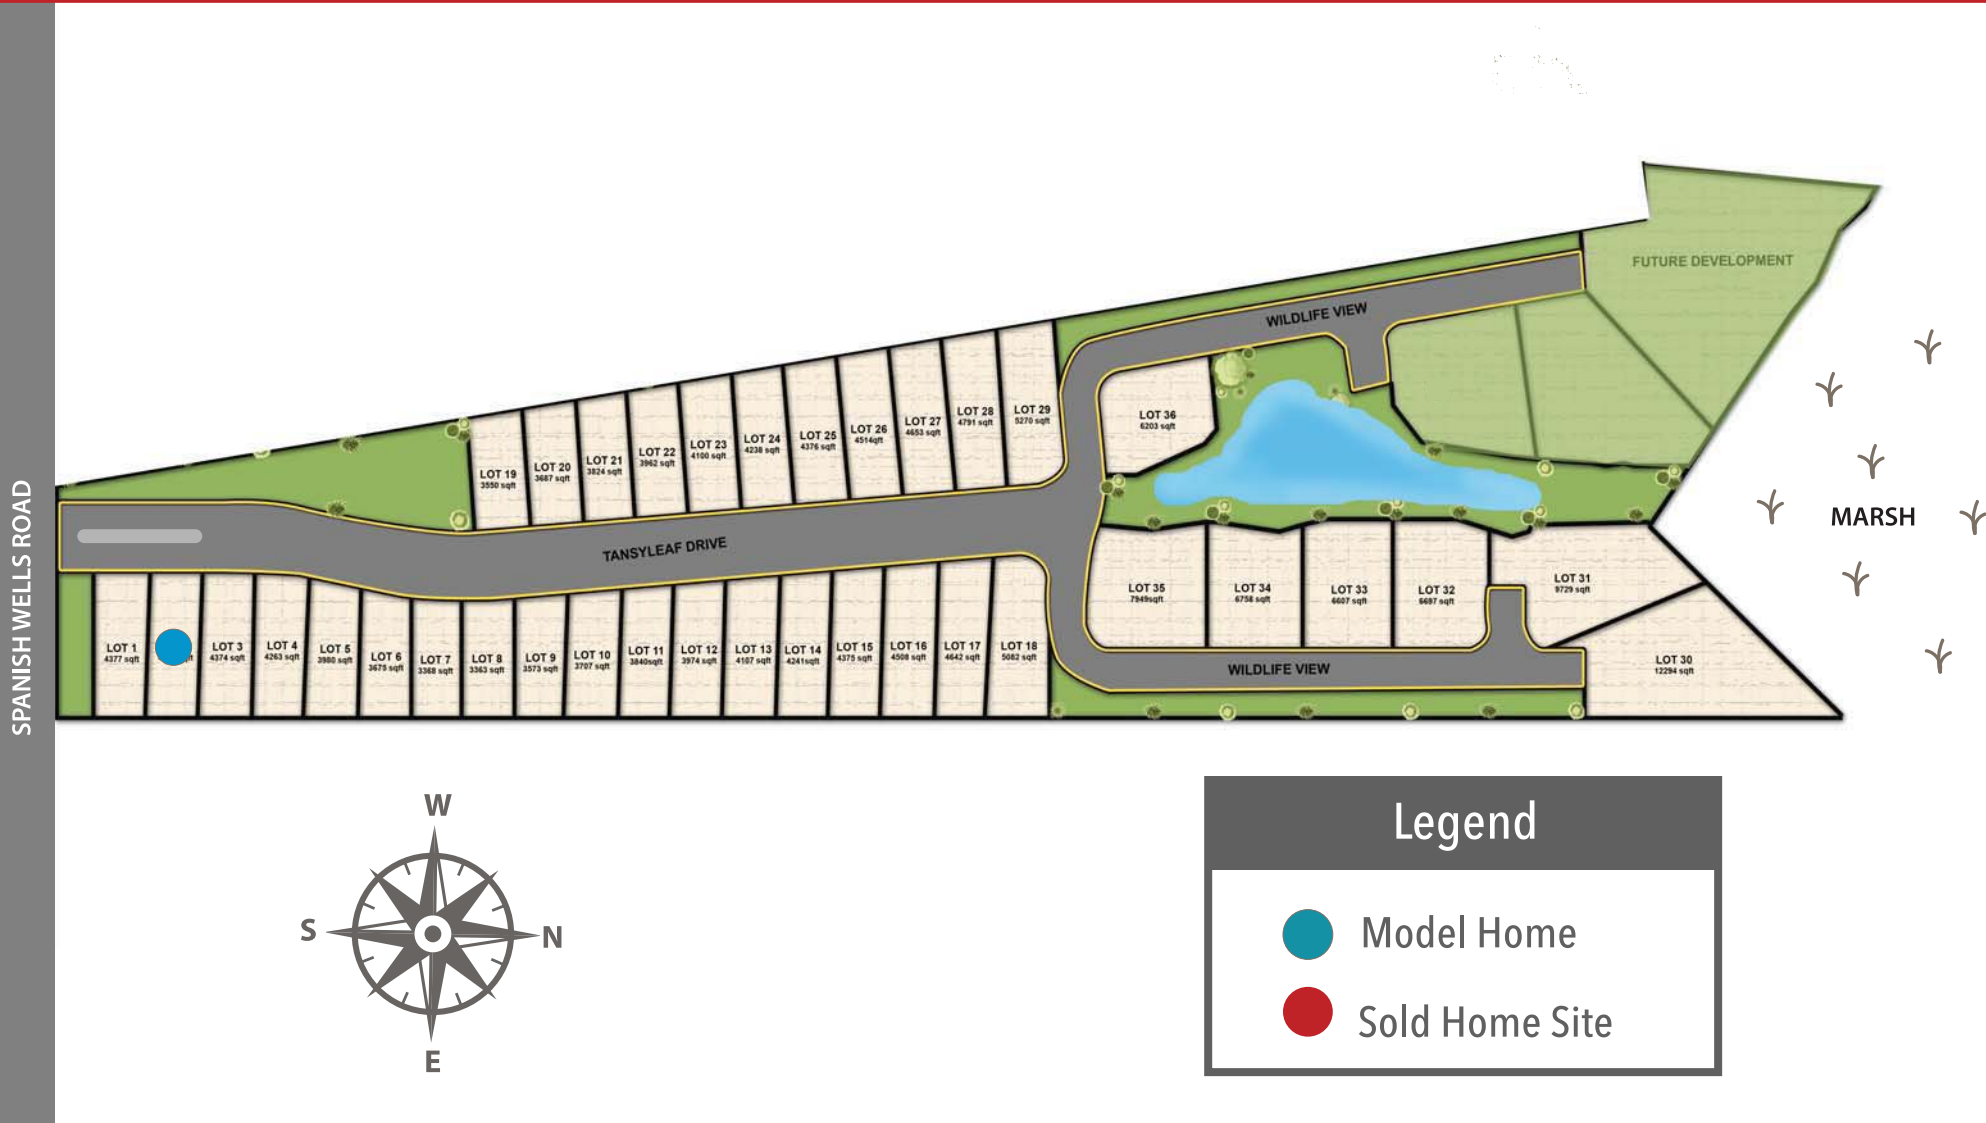 SPANISH WELLS ROAD
FUTURE DEVELOPMENT
WILDLIFE VIEW
LOT 19
3550 sqft
LOT 20
3687 sqft
LOT 21
3824 sqft
LOT 22
3962 sqft
LOT 23
4100 sqft
LOT 24
4238 sqft
LOT 25
4376 sqft
LOT 26
4514qft
LOT 27
4653 sqft
LOT 28
4791 sqft
LOT 29
5270 sqft
LOT 36
6203 sqft
TANSYLEAF DRIVE
MARSH
LOT 1
4377 sqft
LOT 3
4374 sqft
LOT 4
4263 sqft
LOT 5
3980 sqft
LOT 6
3675 sqft
LOT 7
3368 sqft
LOT 8
3363 sqft
LOT 9
3573 sqft
LOT 10
3707 sqft
LOT 11
3840sqft
LOT 12
3974 sqft
LOT 13
4107 sqft
LOT 14
4241sqft
LOT 15
4375 sqft
LOT 16
4508 sqft
LOT 17
4642 sqft
LOT 18
5082 sqft
LOT 35
7949sqft
LOT 34
6758 sqft
LOT 33
6607 sqft
LOT 32
6697 sqft
LOT 31
9729 sqft
LOT 30
12294 sqft
WILDLIFE VIEW
W
S
N
E
Legend
Model Home
Sold Home Site